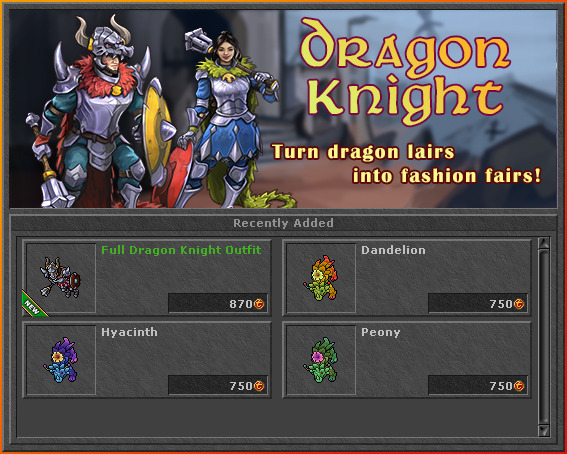 Dragon
Knight
Turn dragon lairs
into fashion fairs!
Recently Added
Full Dragon Knight Outfit
NEW
870
Dandelion
750
Hyacinth
750
Peony
750